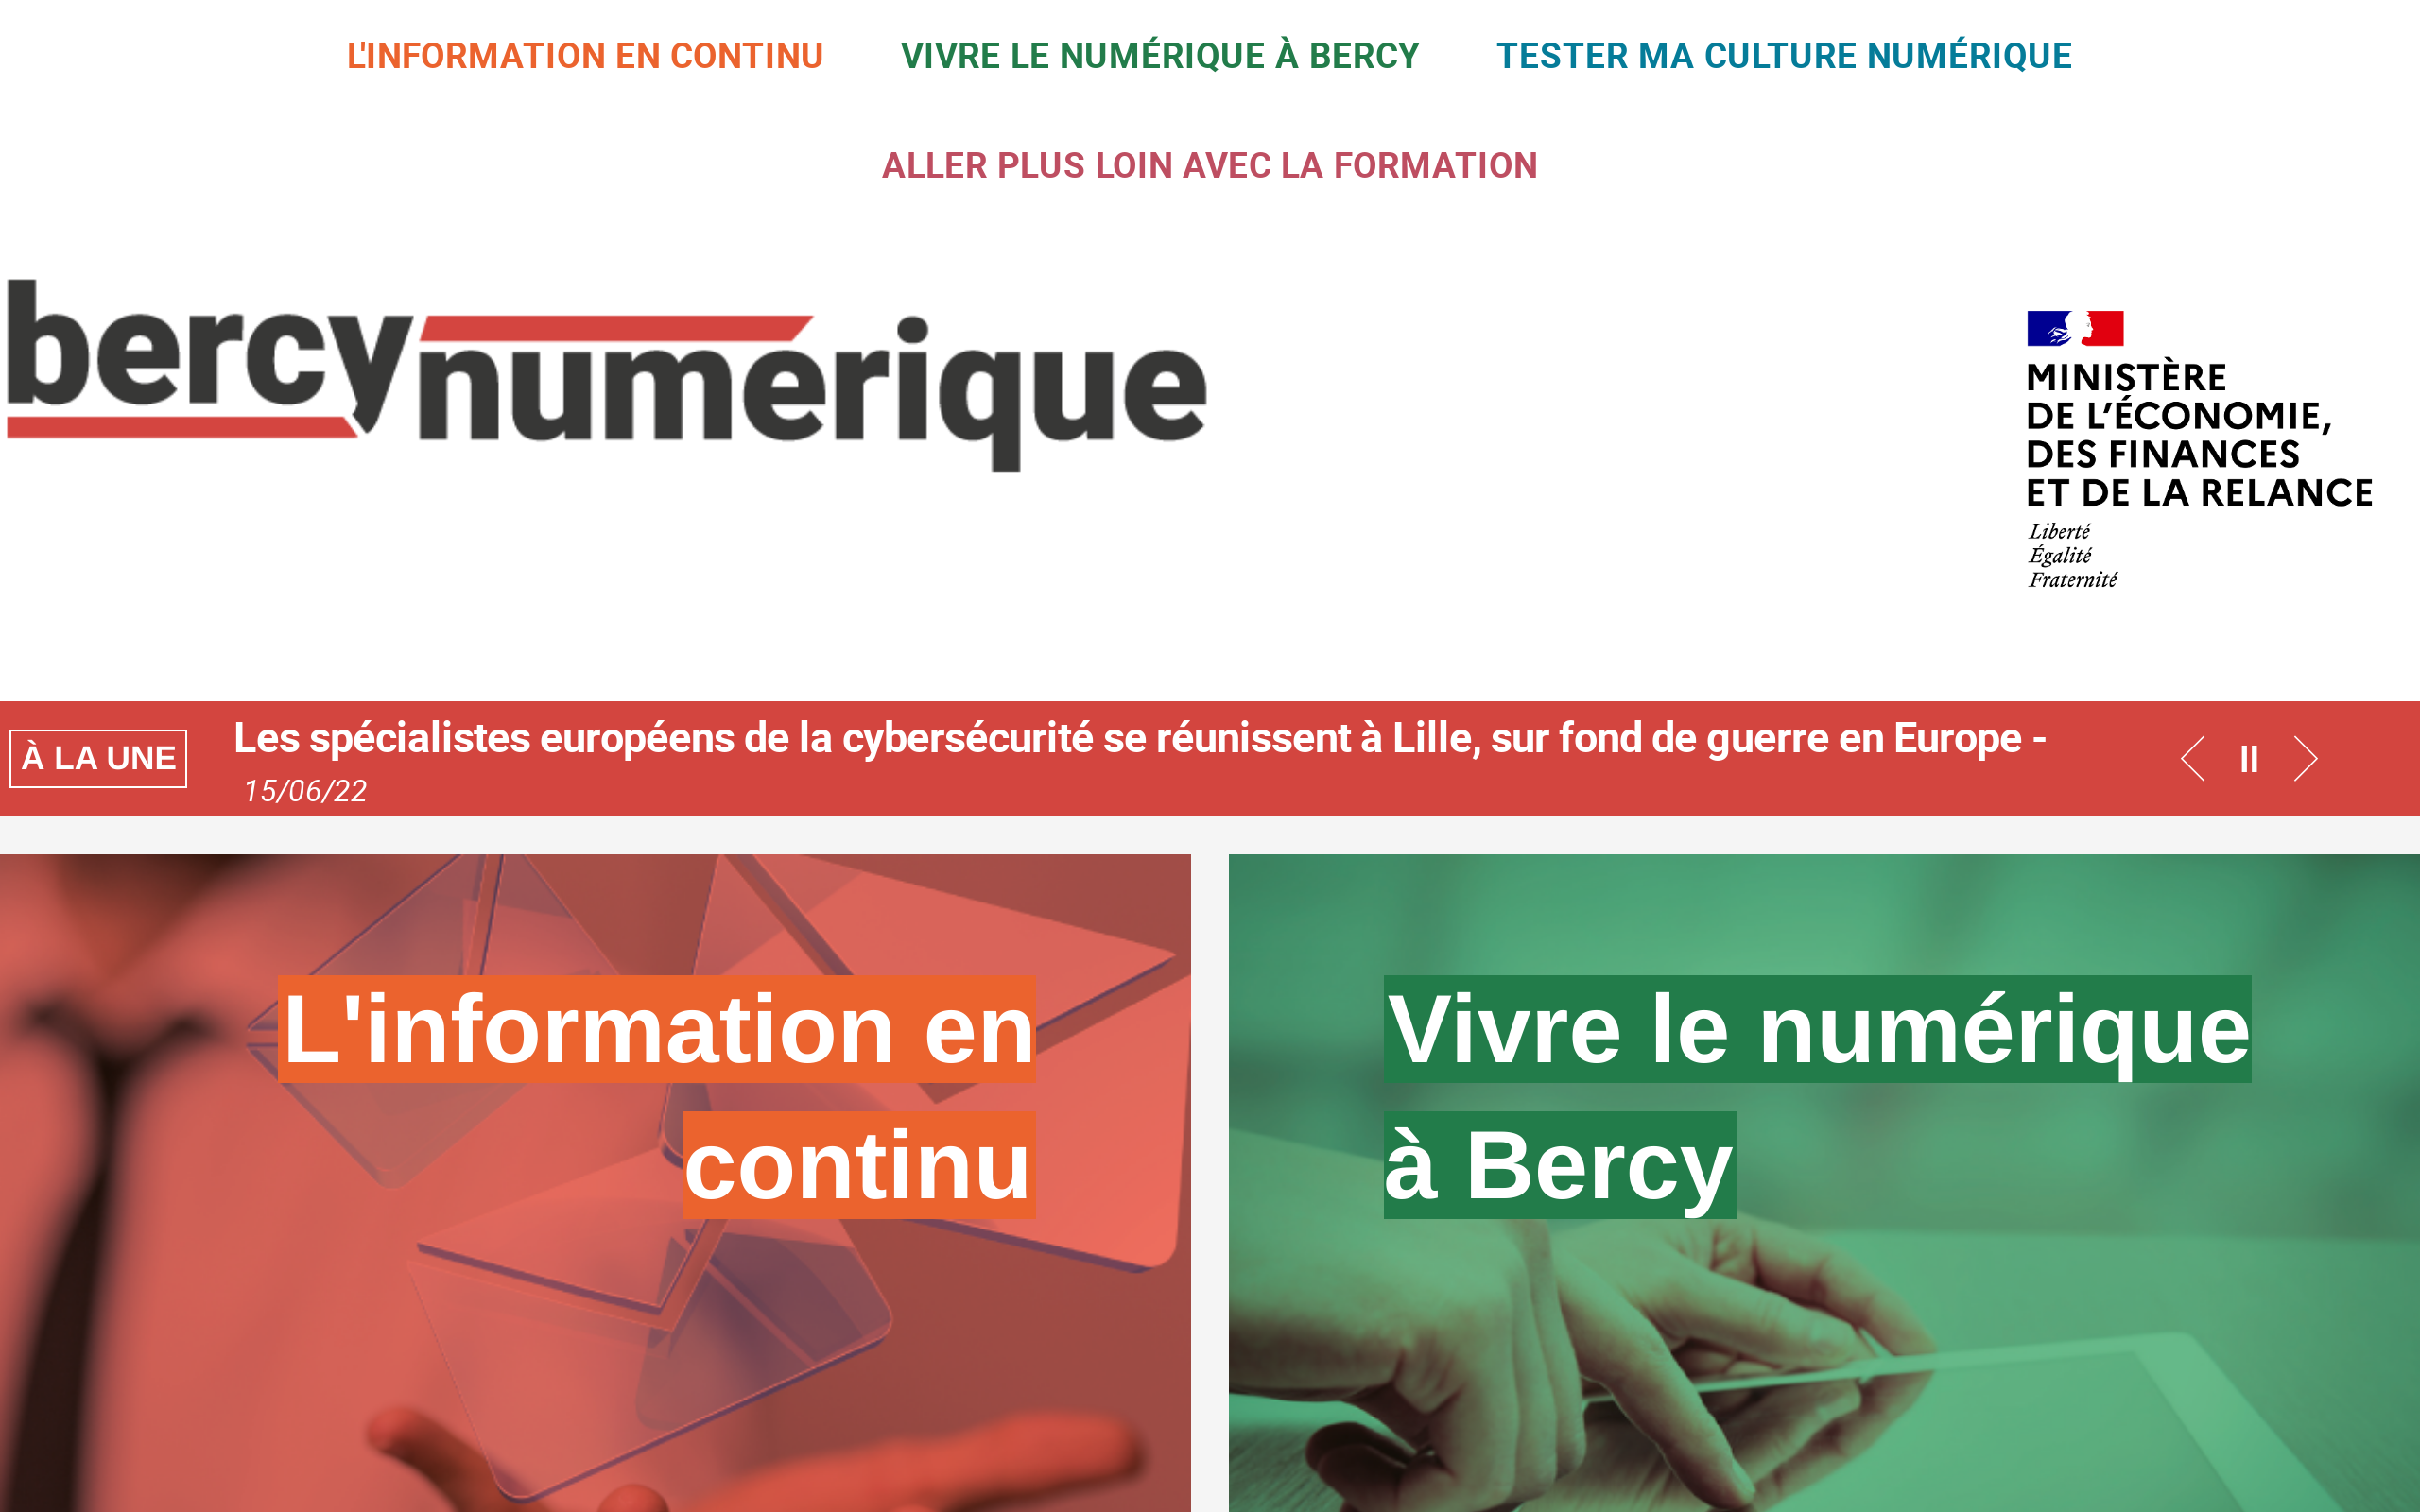 L'INFORMATION EN CONTINU
VIVRE LE NUMÉRIQUE À BERCY
TESTER MA CULTURE NUMÉRIQUE
ALLER PLUS LOIN AVEC LA FORMATION
bercynumérique
MINISTÈRE
DE L'ÉCONOMIE,
DES FINANCES
ET DE LA RELANCE
Liberté
Égalité
Fraternité
À LA UNE
Les spécialistes européens de la cybersécurité se réunissent à Lille, sur fond de guerre en Europe -
15/06/22
L'information en
continu
Vivre le numérique
à Bercy